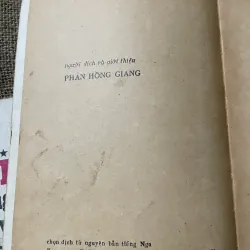 người dịch và giới thiệu
PHAN HỒNG GIANG
chọn dịch từ nguyên bản tiếng Nga